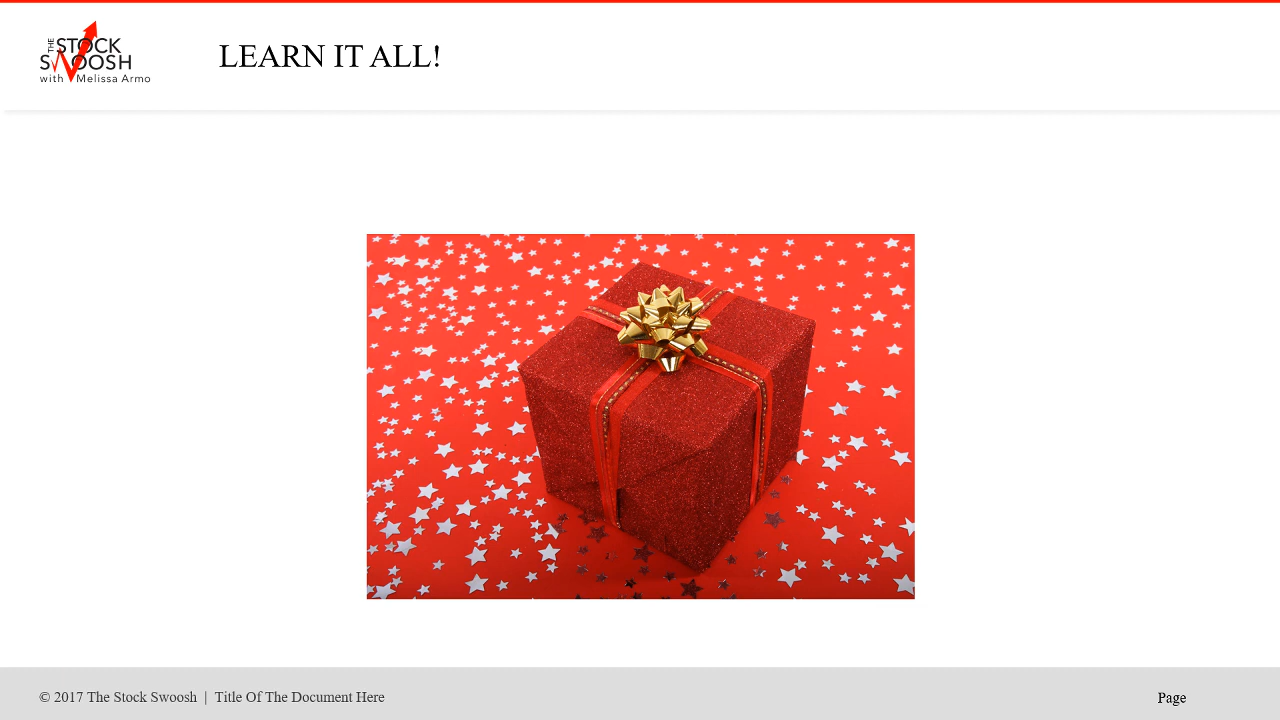 THE STOCK
SWOOSH
with Melissa Armo
LEARN IT ALL!
© 2017 The Stock Swoosh | Title Of The Document Here
Page